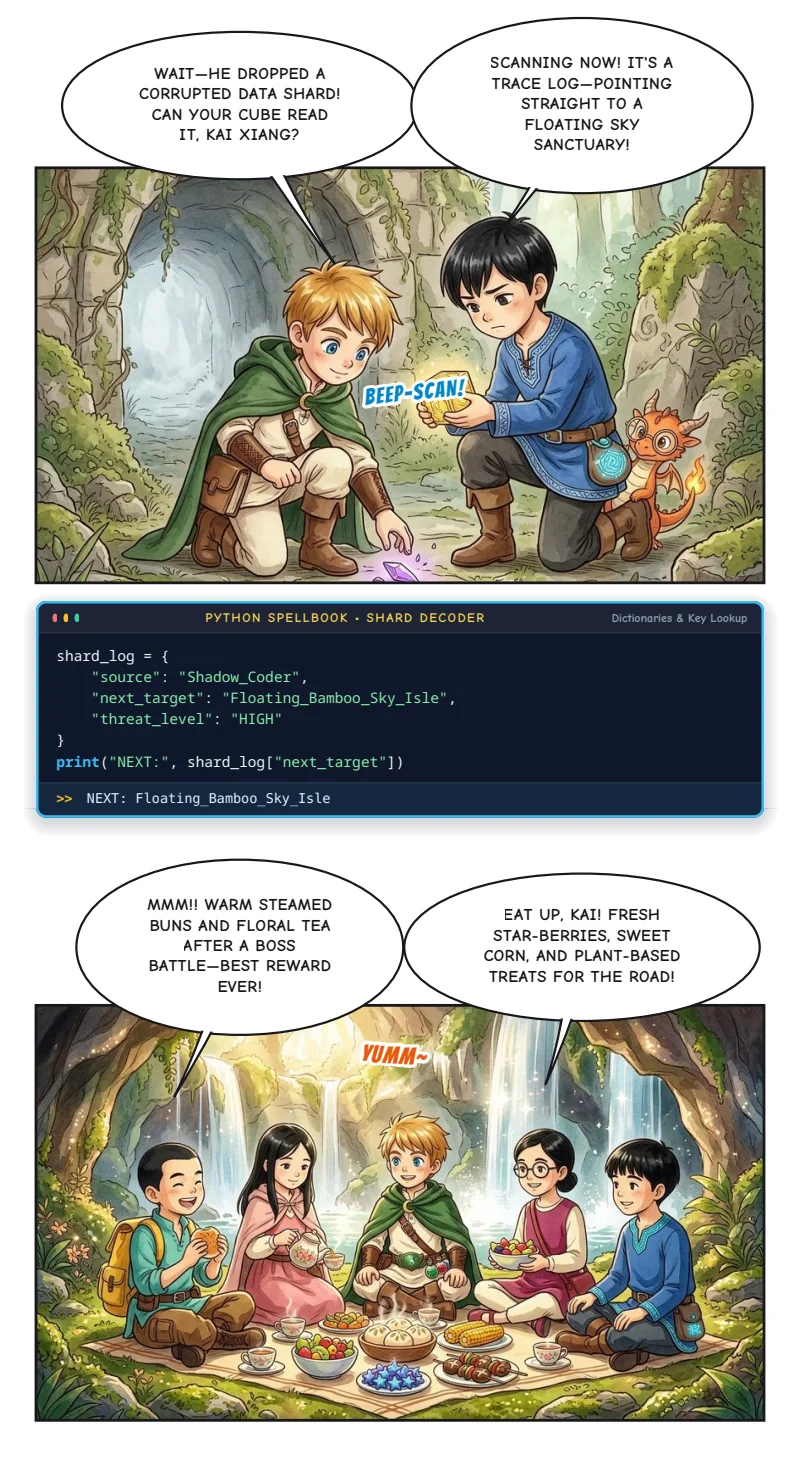 WAIT—HE DROPPED A
CORRUPTED DATA SHARD!
CAN YOUR CUBE READ
IT, KAI XIANG?
SCANNING NOW! IT'S A
TRACE LOG—POINTING
STRAIGHT TO A
FLOATING SKY
SANCTUARY!
BEEP-SCAN!
PYTHON SPELLBOOK • SHARD DECODER
Dictionaries & Key Lookup
shard_log = {
    "source": "Shadow_Coder",
    "next_target": "Floating_Bamboo_Sky_Isle",
    "threat_level": "HIGH"
}
print("NEXT:", shard_log["next_target"])
>> NEXT: Floating_Bamboo_Sky_Isle
MMM!! WARM STEAMED
BUNS AND FLORAL TEA
AFTER A BOSS
BATTLE—BEST REWARD
EVER!
EAT UP, KAI! FRESH
STAR-BERRIES, SWEET
CORN, AND PLANT-BASED
TREATS FOR THE ROAD!
YUMM~